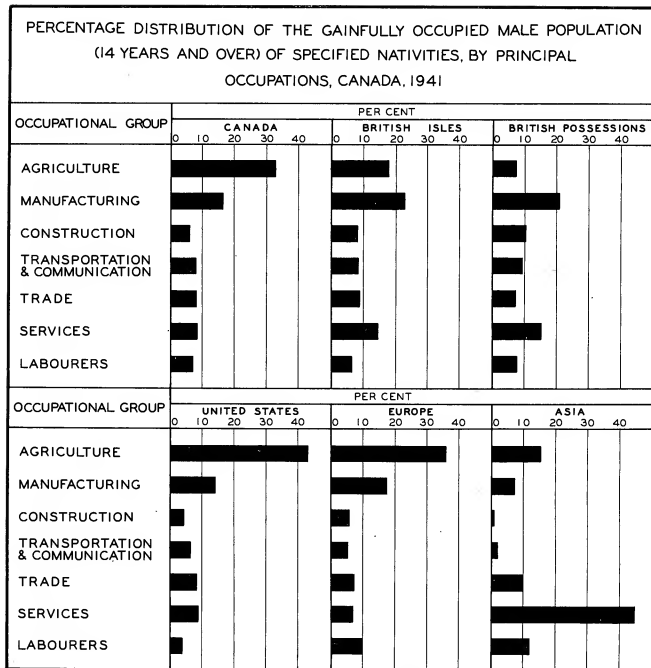 PERCENTAGE DISTRIBUTION OF THE GAINFULLY OCCUPIED MALE POPULATION
(14 YEARS AND OVER) OF SPECIFIED NATIVITIES, BY PRINCIPAL
OCCUPATIONS, CANADA, 1941
OCCUPATIONAL GROUP
PER CENT
CANADA BRITISH ISLES BRITISH POSSESSIONS
0 10 20 30 40 0 10 20 30 40 0 10 20 30 40
AGRICULTURE
MANUFACTURING
CONSTRUCTION
TRANSPORTATION
& COMMUNICATION
TRADE
SERVICES
LABOURERS
OCCUPATIONAL GROUP
PER CENT
UNITED STATES EUROPE ASIA
0 10 20 30 40 0 10 20 30 40 0 10 20 30 40
AGRICULTURE
MANUFACTURING
CONSTRUCTION
TRANSPORTATION
& COMMUNICATION
TRADE
SERVICES
LABOURERS